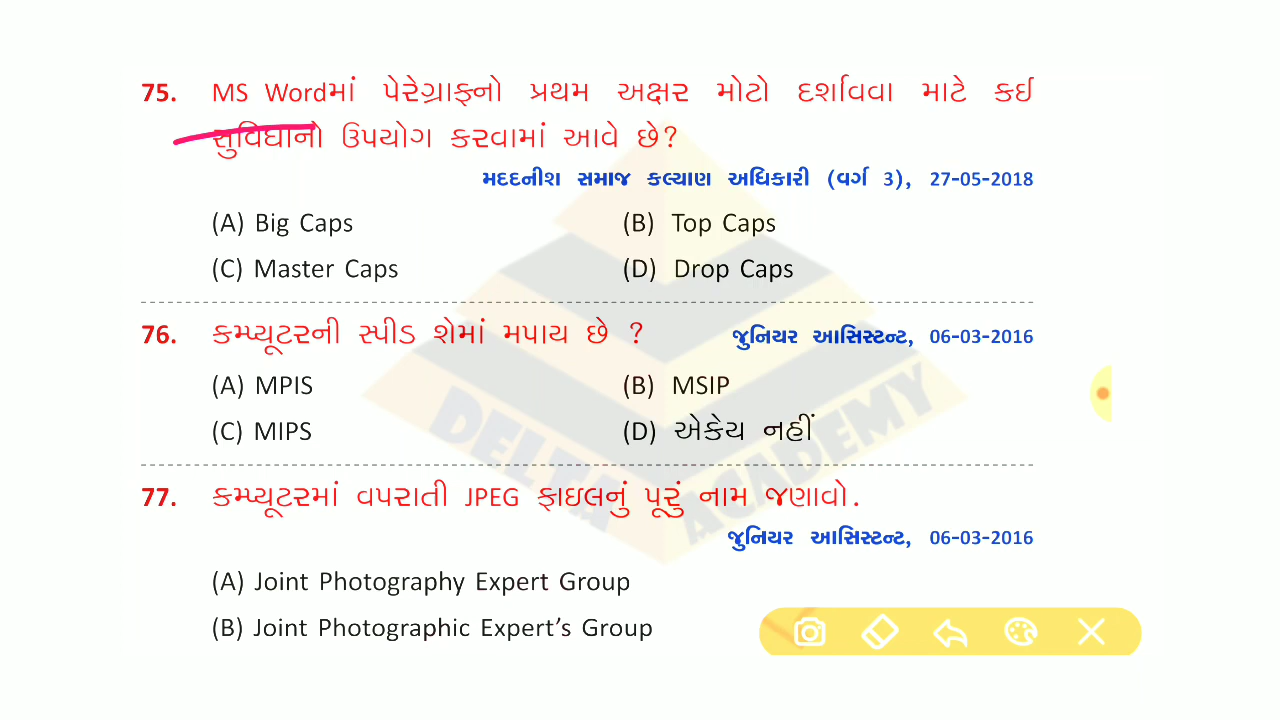 75. MS Wordમાં પેરેગ્રાફનો પ્રથમ અક્ષર મોટો દર્શાવવા માટે કઈ
સુવિધાનો ઉપયોગ કરવામાં આવે છે?
મદદનીશ સમાજ કલ્યાણ અધિકારી (વર્ગ 3), 27-05-2018
(A) Big Caps (B) Top Caps
(C) Master Caps (D) Drop Caps
76. કમ્પ્યૂટરની સ્પીડ શેમાં મપાય છે ? જુનિયર આસિસ્ટન્ટ, 06-03-2016
(A) MPIS (B) MSIP
(C) MIPS (D) એકેય નહીં
77. કમ્પ્યૂટરમાં વપરાતી JPEG ફાઇલનું પૂરું નામ જણાવો.
જુનિયર આસિસ્ટન્ટ, 06-03-2016
(A) Joint Photography Expert Group
(B) Joint Photographic Expert's Group
DELTA ACADEMY